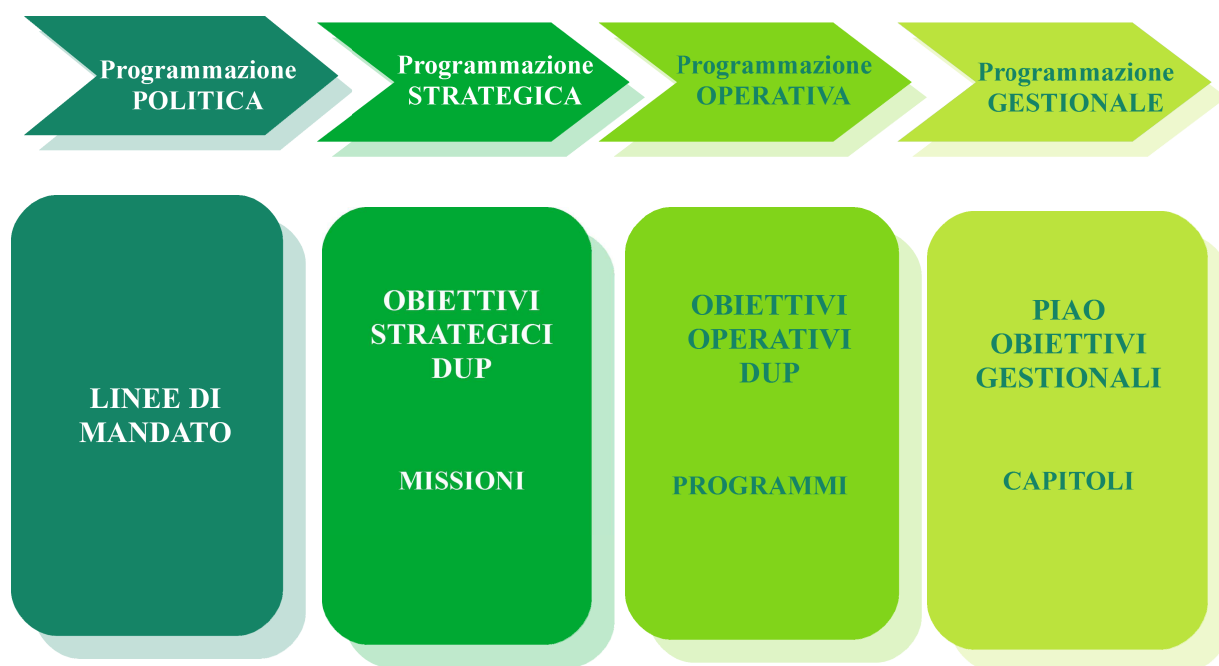 Programmazione
POLITICA
Programmazione
STRATEGICA
Programmazione
OPERATIVA
Programmazione
GESTIONALE
LINEE DI
MANDATO
OBIETTIVI
STRATEGICI
DUP
MISSIONI
OBIETTIVI
OPERATIVI
DUP
PROGRAMMI
PIAO
OBIETTIVI
GESTIONALI
CAPITOLI